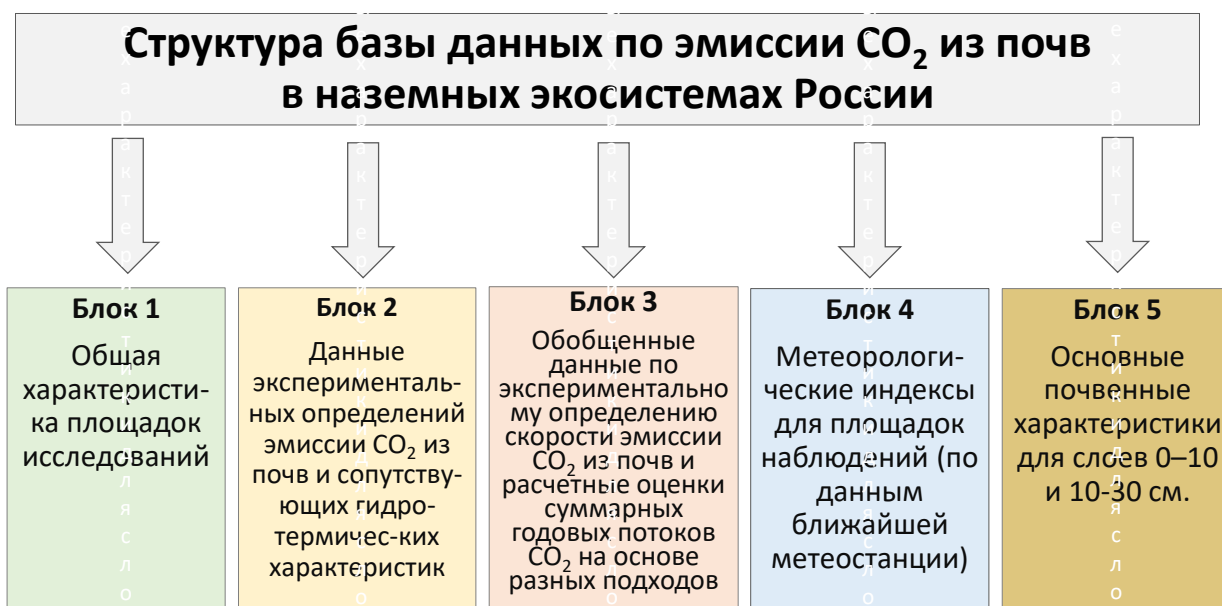 Структура базы данных по эмиссии CO₂ из почв
в наземных экосистемах России
Блок 1
Общая
характеристи-
ка площадок
исследований
Блок 2
Данные
эксперименталь-
ных определений
эмиссии CO₂ из
почв и сопутству-
ющих гидро-
термичес-ких
характеристик
Блок 3
Обобщенные
данные по
экспериментально
му определению
скорости эмиссии
CO₂ из почв и
расчетные оценки
суммарных
годовых потоков
CO₂ на основе
разных подходов
Блок 4
Метеорологи-
ческие индексы
для площадок
наблюдений (по
данным
ближайшей
метеостанции)
Блок 5
Основные
почвенные
характеристики
для слоев 0–10
и 10-30 см.